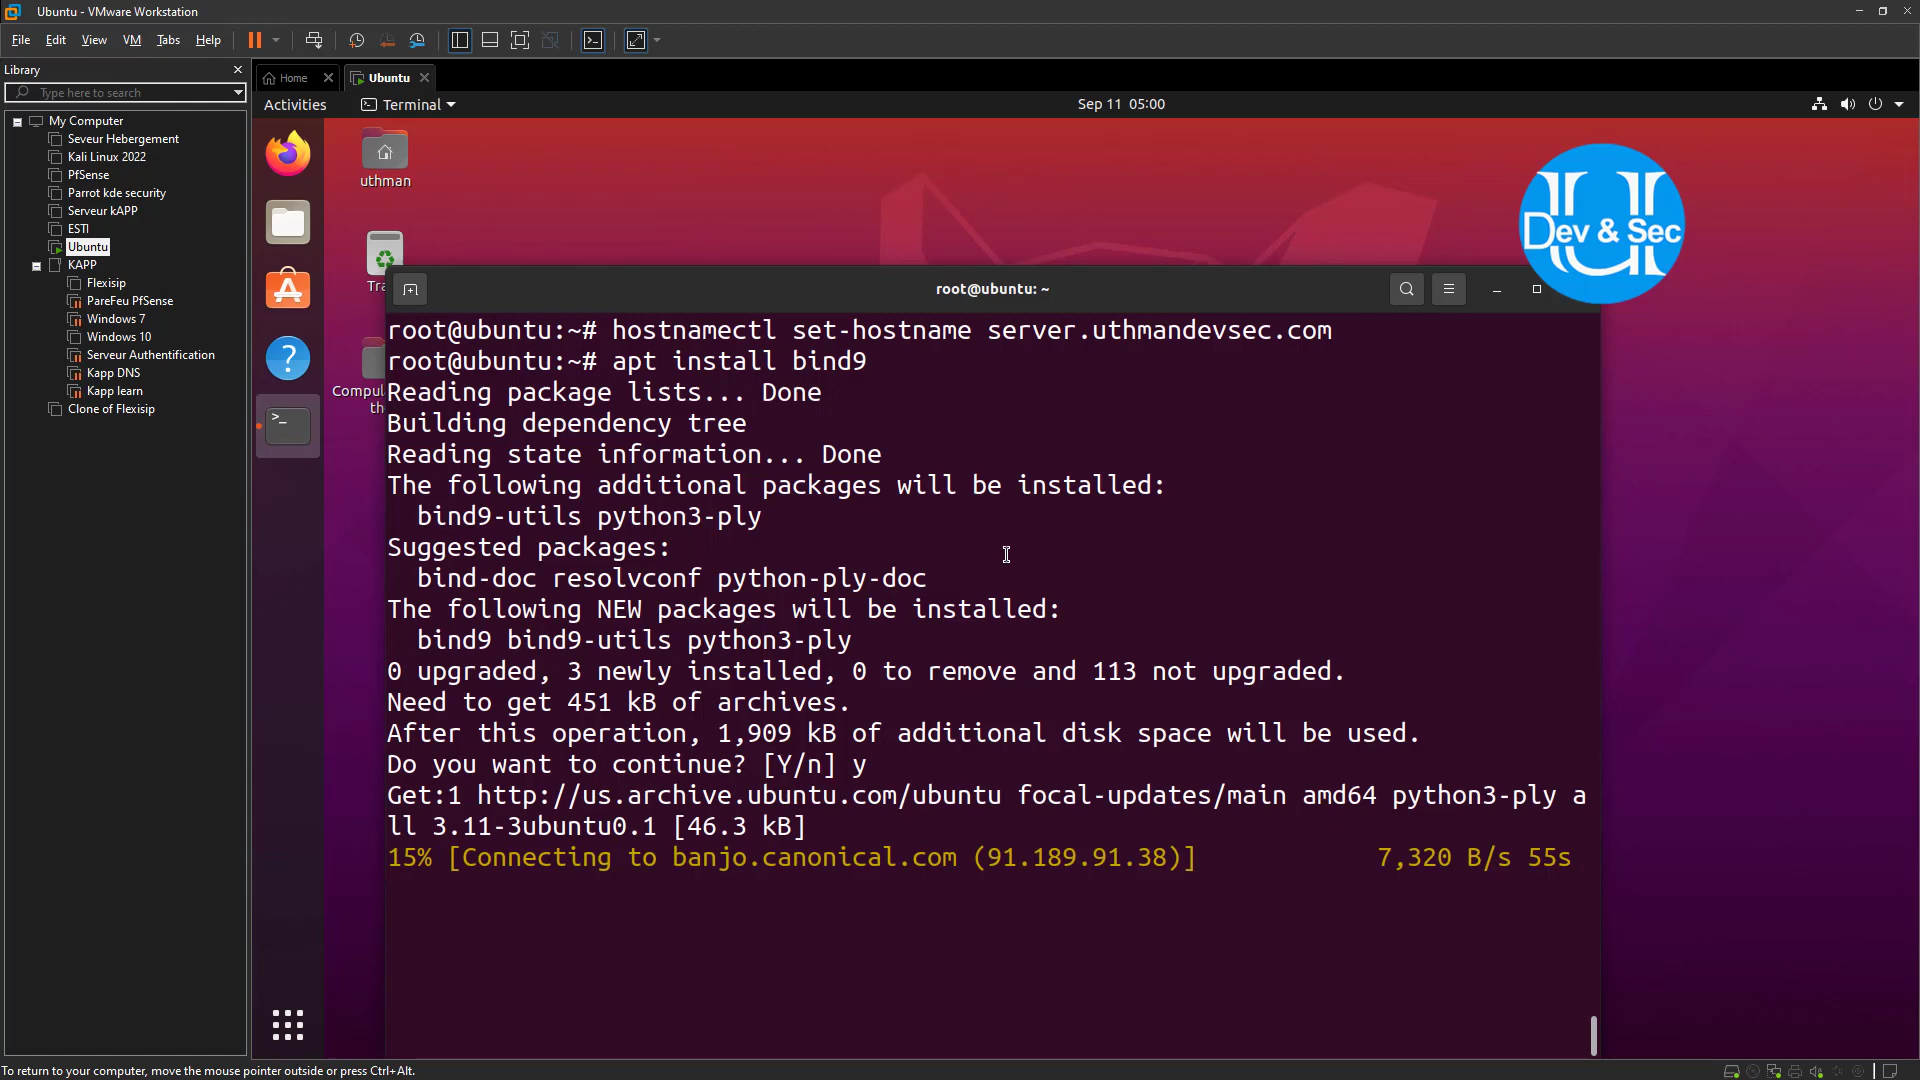 Ubuntu - VMware Workstation
File Edit View VM Tabs Help
Library
Type here to search
My Computer
Seveur Hebergement
Kali Linux 2022
PfSense
Parrot kde security
Serveur kAPP
ESTI
Ubuntu
KAPP
Flexisip
PareFeu PfSense
Windows 7
Windows 10
Serveur Authentification
Kapp DNS
Kapp learn
Clone of Flexisip
Home
Ubuntu
Activities
Terminal
Sep 11 05:00
uthman
Tra
Compul
th
U
Dev & Sec
root@ubuntu: ~
root@ubuntu:~# hostnamectl set-hostname server.uthmandevsec.com
root@ubuntu:~# apt install bind9
Reading package lists... Done
Building dependency tree
Reading state information... Done
The following additional packages will be installed:
bind9-utils python3-ply
Suggested packages:
bind-doc resolvconf python-ply-doc
The following NEW packages will be installed:
bind9 bind9-utils python3-ply
0 upgraded, 3 newly installed, 0 to remove and 113 not upgraded.
Need to get 451 kB of archives.
After this operation, 1,909 kB of additional disk space will be used.
Do you want to continue? [Y/n] y
Get:1 http://us.archive.ubuntu.com/ubuntu focal-updates/main amd64 python3-ply a
ll 3.11-3ubuntu0.1 [46.3 kB]
15% [Connecting to banjo.canonical.com (91.189.91.38)] 7,320 B/s 55s
To return to your computer, move the mouse pointer outside or press Ctrl+Alt.